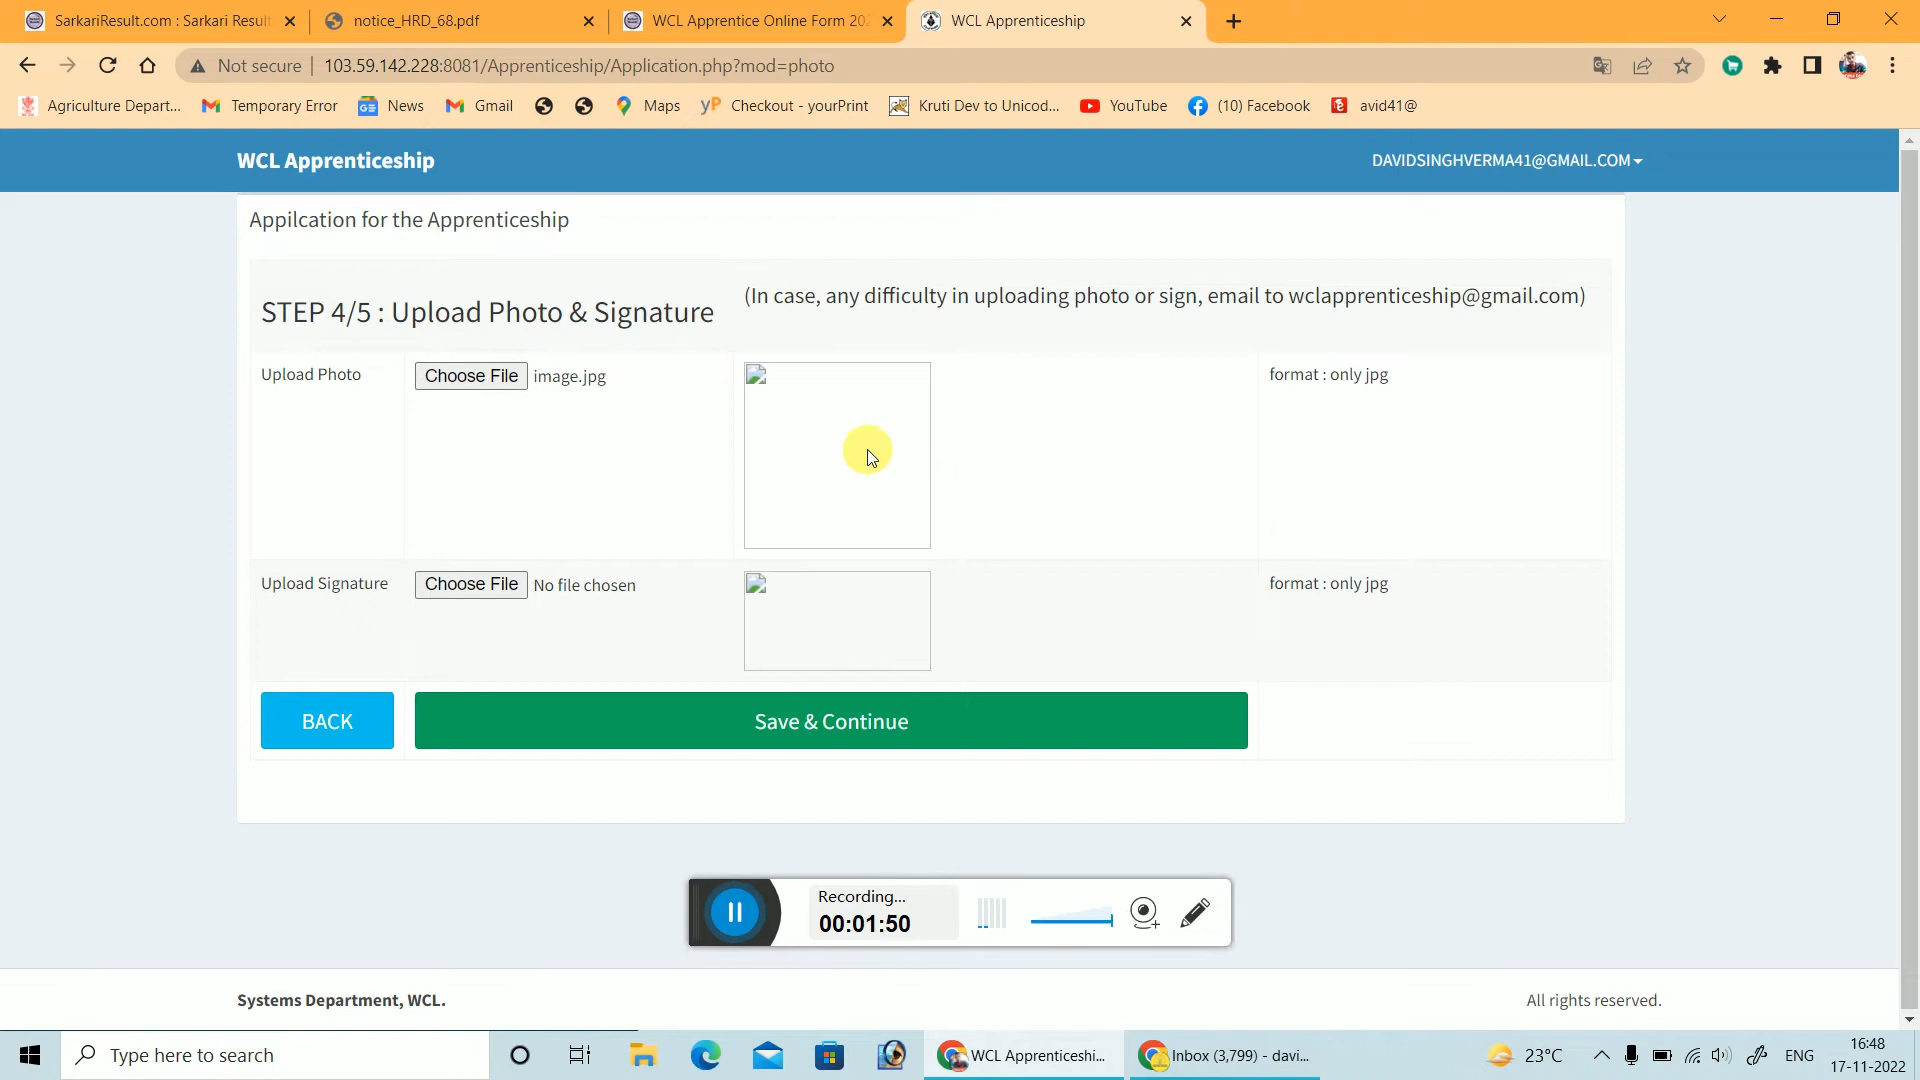 SarkariResult.com : Sarkari Result
notice_HRD_68.pdf
WCL Apprentice Online Form 202
WCL Apprenticeship
Not secure
103.59.142.228:8081/Apprenticeship/Application.php?mod=photo
Agriculture Depart...
Temporary Error
News
Gmail
Maps
yP Checkout - yourPrint
Kruti Dev to Unicod...
YouTube
(10) Facebook
avid41@
WCL Apprenticeship
DAVIDSINGHVERMA41@GMAIL.COM
Appilcation for the Apprenticeship
STEP 4/5 : Upload Photo & Signature
(In case, any difficulty in uploading photo or sign, email to wclapprenticeship@gmail.com)
Upload Photo
Choose File image.jpg
format : only jpg
Upload Signature
Choose File No file chosen
format : only jpg
BACK
Save & Continue
Recording...
00:01:50
Systems Department, WCL.
All rights reserved.
Type here to search
WCL Apprenticeshi...
Inbox (3,799) - davi...
23°C
ENG
16:48
17-11-2022